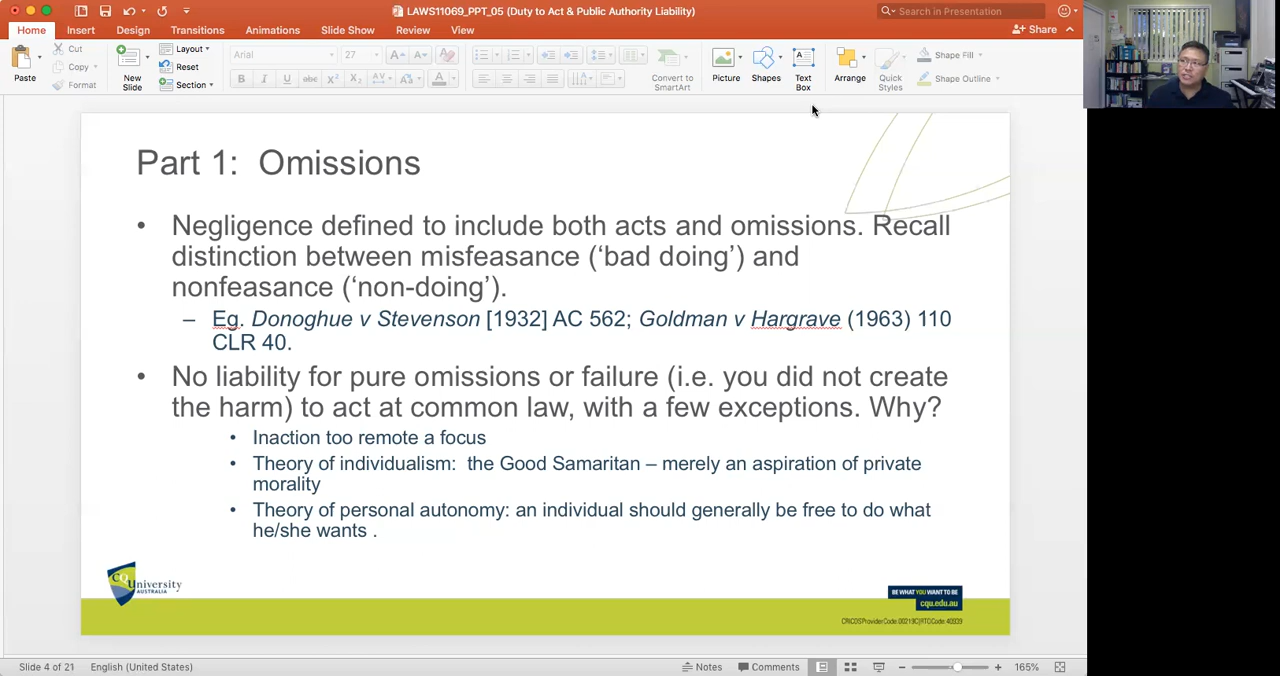 LAWS11069_PPT_05 (Duty to Act & Public Authority Liability)
Search in Presentation
Home Insert Design Transitions Animations Slide Show Review View
Share
Paste
Cut
Copy
Format
New
Slide
Layout
Reset
Section
Arial 27
Convert to
SmartArt
Picture
Shapes
Text
Box
Arrange
Quick
Styles
Shape Fill
Shape Outline
Part 1: Omissions
• Negligence defined to include both acts and omissions. Recall
distinction between misfeasance (‘bad doing’) and
nonfeasance (‘non-doing’).
– Eg. Donoghue v Stevenson [1932] AC 562; Goldman v Hargrave (1963) 110
CLR 40.
• No liability for pure omissions or failure (i.e. you did not create
the harm) to act at common law, with a few exceptions. Why?
• Inaction too remote a focus
• Theory of individualism: the Good Samaritan – merely an aspiration of private
morality
• Theory of personal autonomy: an individual should generally be free to do what
he/she wants .
CQUniversity
AUSTRALIA
BE WHAT YOU WANT TO BE
cqu.edu.au
Slide 4 of 21 English (United States)
Notes Comments 165%